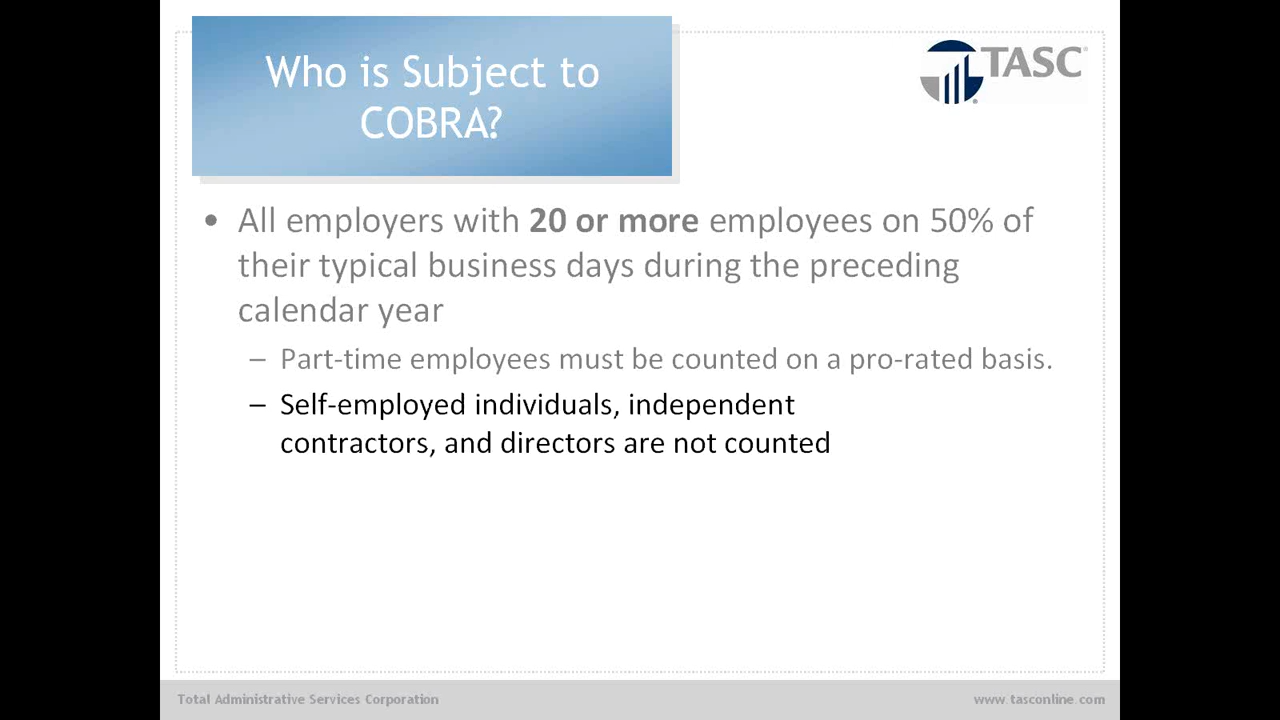 Who is Subject to
COBRA?
TASC®
• All employers with 20 or more employees on 50% of
their typical business days during the preceding
calendar year
– Part-time employees must be counted on a pro-rated basis.
– Self-employed individuals, independent
contractors, and directors are not counted
Total Administrative Services Corporation
www.tasconline.com